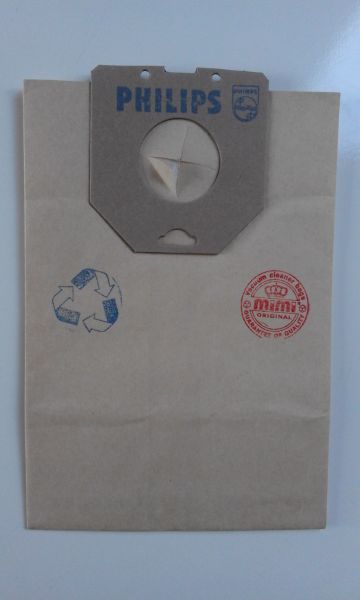 PHILIPS
PHILIPS
vacuum cleaner bags
mimi
ORIGINAL
GUARANTEE OF QUALITY